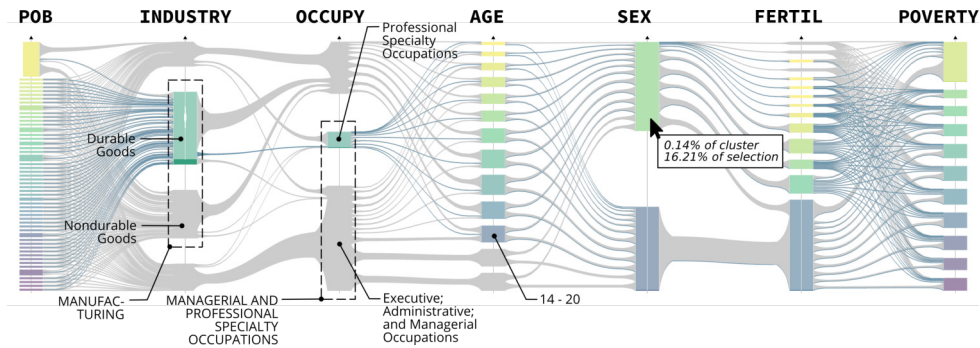 POB INDUSTRY OCCUPY AGE SEX FERTIL POVERTY
Professional
Specialty
Occupations
Durable
Goods
0.14% of cluster
16.21% of selection
Nondurable
Goods
MANUFAC-
TURING
MANAGERIAL AND
PROFESSIONAL
SPECIALTY
OCCUPATIONS
Executive;
Administrative;
and Managerial
Occupations
14 - 20